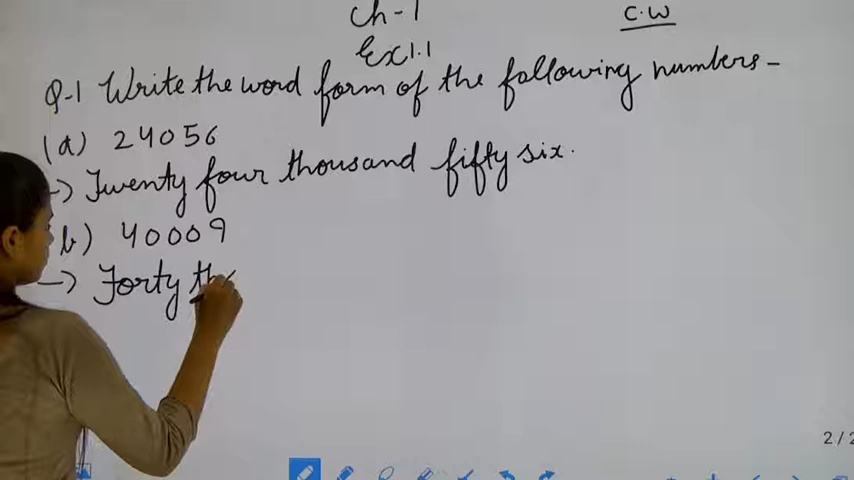 Ch-1
C.W
Ex1.1
Q-1 Write the word form of the following numbers-
(a) 24056
-> Twenty four thousand fifty six.
b) 40009
-> Forty th